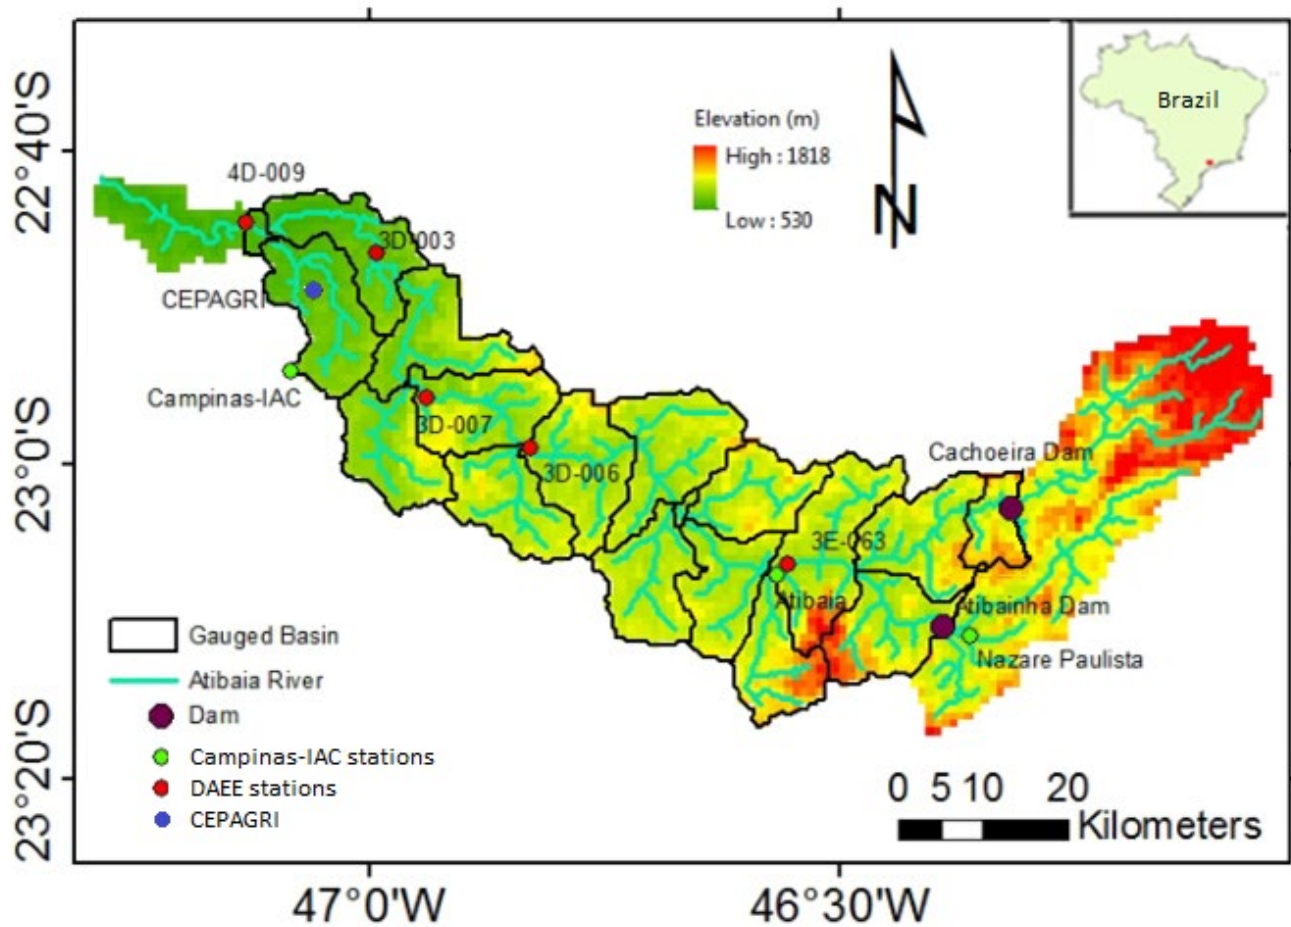 Brazil
Elevation (m)
High : 1818
Low : 530
N
22°40'S
23°0'S
23°20'S
4D-009
3D-003
CEPAGRI
Campinas-IAC
3D-007
3D-006
Cachoeira Dam
3E-063
Atibaia
Atibainha Dam
Nazare Paulista
Gauged Basin
Atibaia River
Dam
Campinas-IAC stations
DAEE stations
CEPAGRI
0 5 10 20
Kilometers
47°0'W
46°30'W